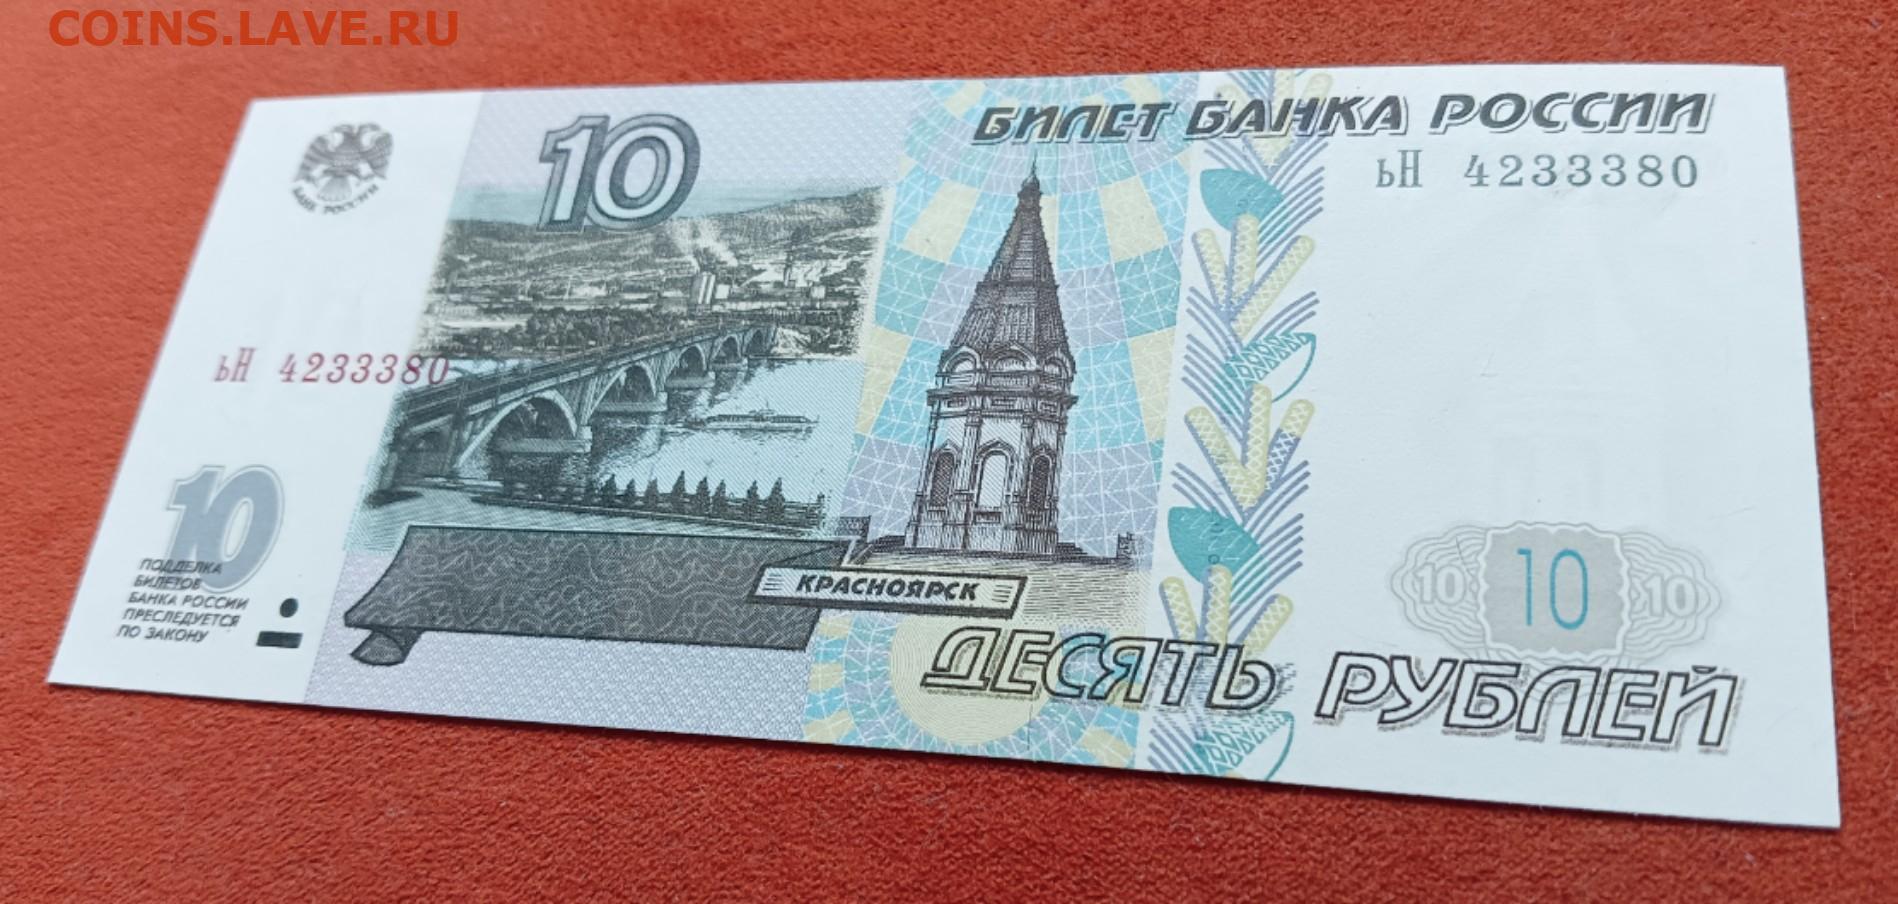 COINS.LAVE.RU
БАНК РОССИИ
10
БИЛЕТ БАНКА РОССИИ
ьН 4233380
ьН 4233380
10
ПОДДЕЛКА
БИЛЕТОВ
БАНКА РОССИИ
ПРЕСЛЕДУЕТСЯ
ПО ЗАКОНУ
КРАСНОЯРСК
10 10 10
ДЕСЯТЬ РУБЛЕЙ